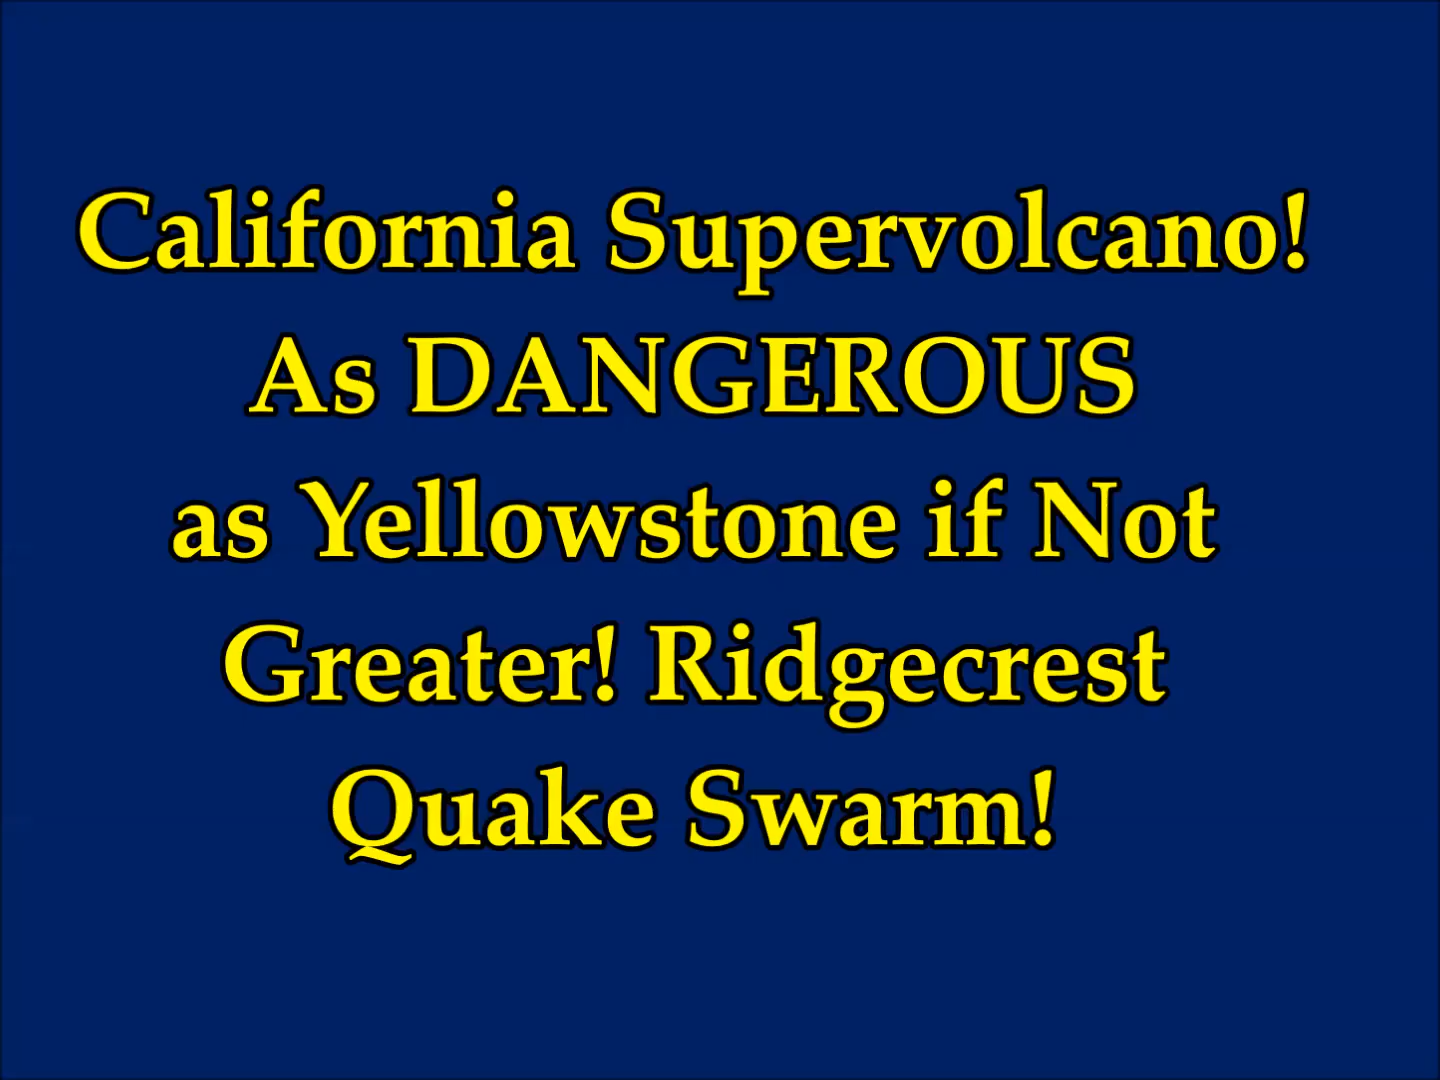 California Supervolcano!
As DANGEROUS
as Yellowstone if Not
Greater! Ridgecrest
Quake Swarm!